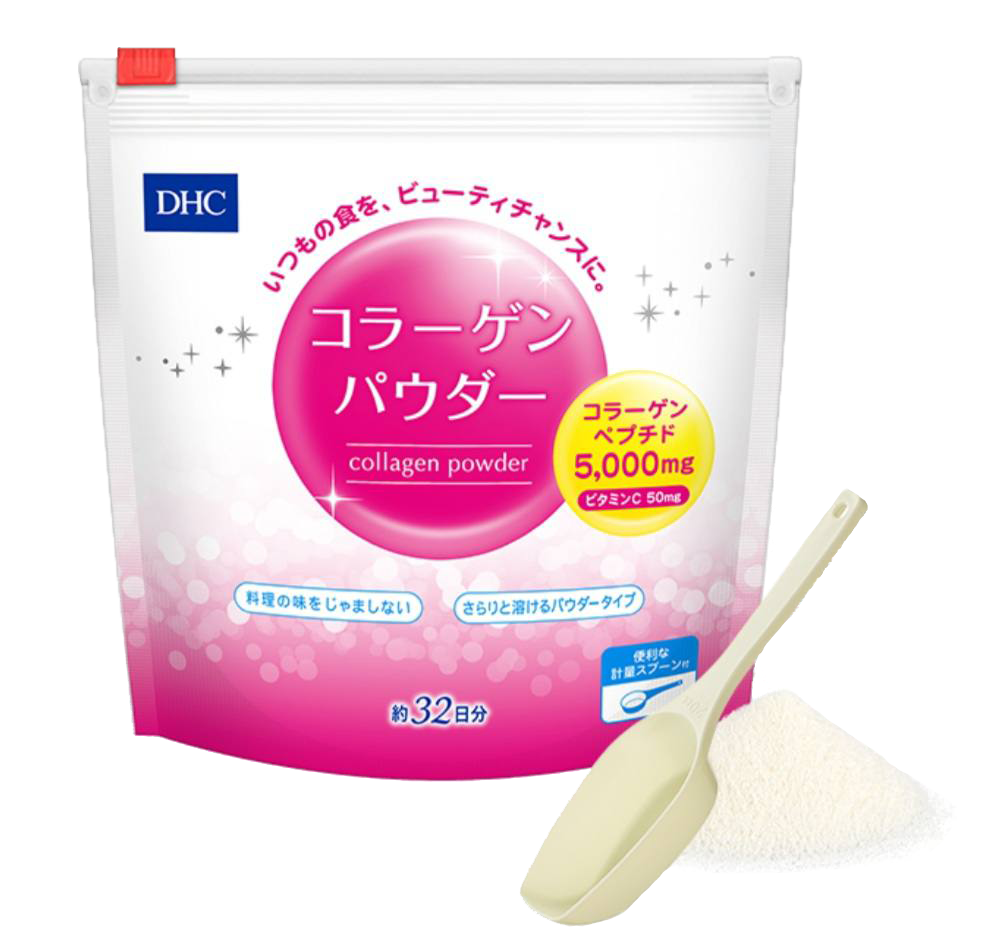 DHC
いつもの食を、ビューティチャンスに。
コラーゲン
パウダー
collagen powder
コラーゲン
ペプチド
5,000mg
ビタミンC 50mg
料理の味をじゃましない
さらりと溶けるパウダータイプ
便利な
計量スプーン付
約32日分